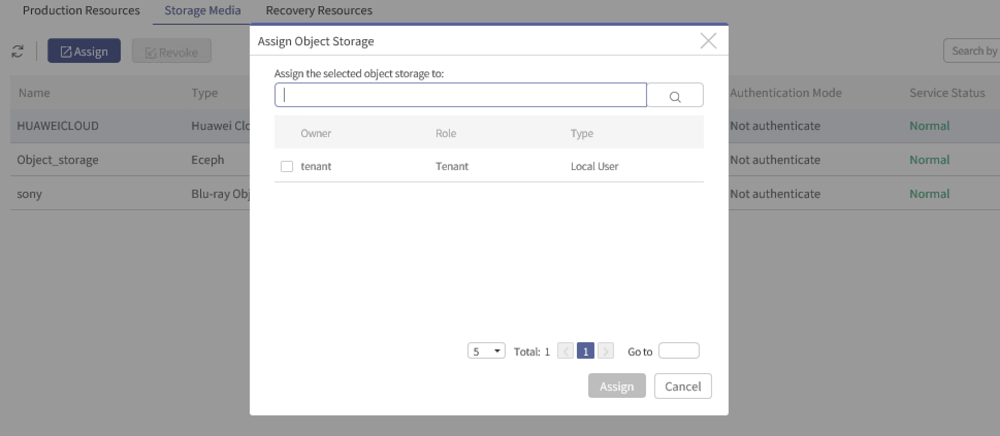 Production Resources Storage Media Recovery Resources
Assign Object Storage
Assign Revoke Search by
Assign the selected object storage to:
Name Type Authentication Mode Service Status
HUAWEICLOUD Huawei Clo Not authenticate Normal
Owner Role Type
Object_storage Eceph Not authenticate Normal
tenant Tenant Local User
sony Blu-ray Obj Not authenticate Normal
5 Total: 1 < 1 > Go to
Assign Cancel